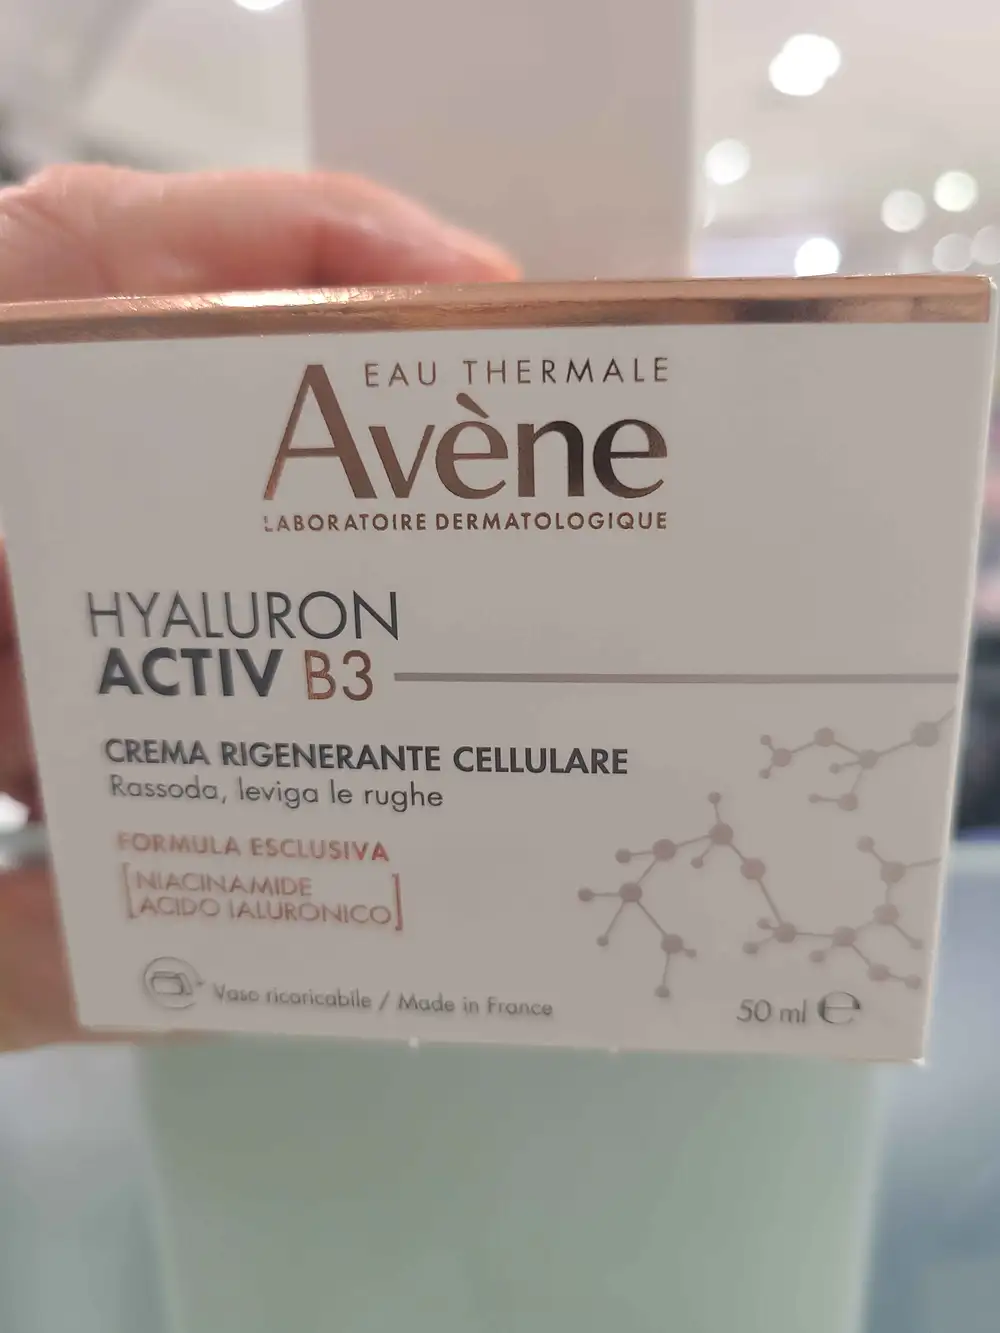 EAU THERMALE
Avène
LABORATOIRE DERMATOLOGIQUE
HYALURON
ACTIV B3
CREMA RIGENERANTE CELLULARE
Rassoda, leviga le rughe
FORMULA ESCLUSIVA
[NIACINAMIDE
ACIDO IALURONICO]
Vaso ricaricabile / Made in France
50 ml ℮